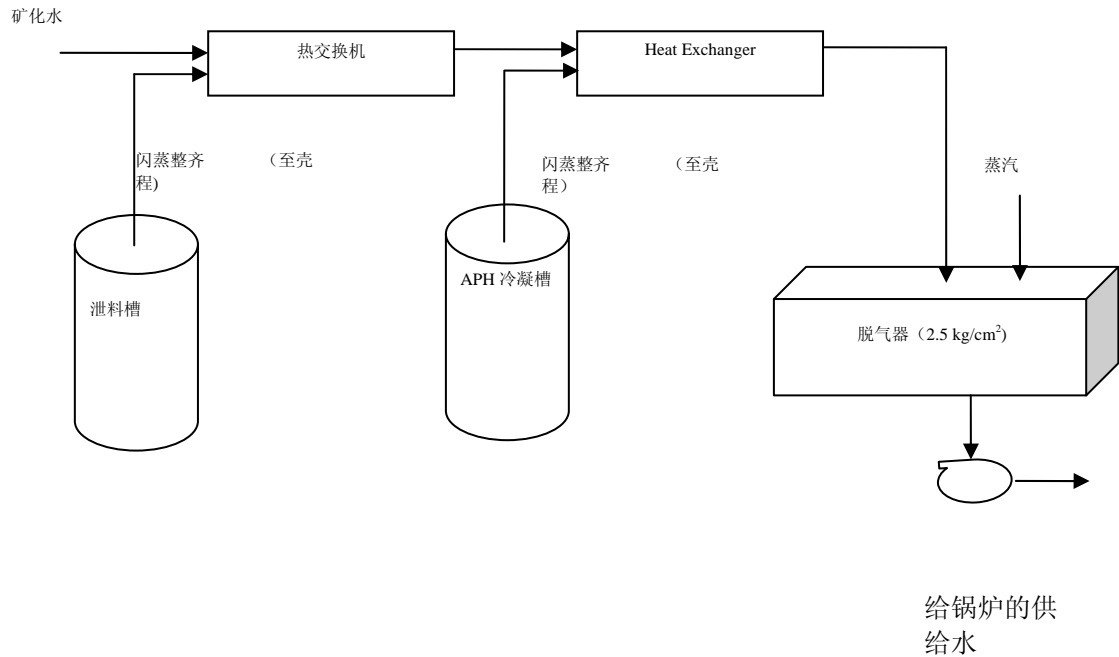 矿化水
热交换机
Heat Exchanger
闪蒸整齐 （至壳
程)
闪蒸整齐 （至壳
程）
蒸汽
泄料槽
APH 冷凝槽
脱气器（2.5 kg/cm²)
给锅炉的供
给水